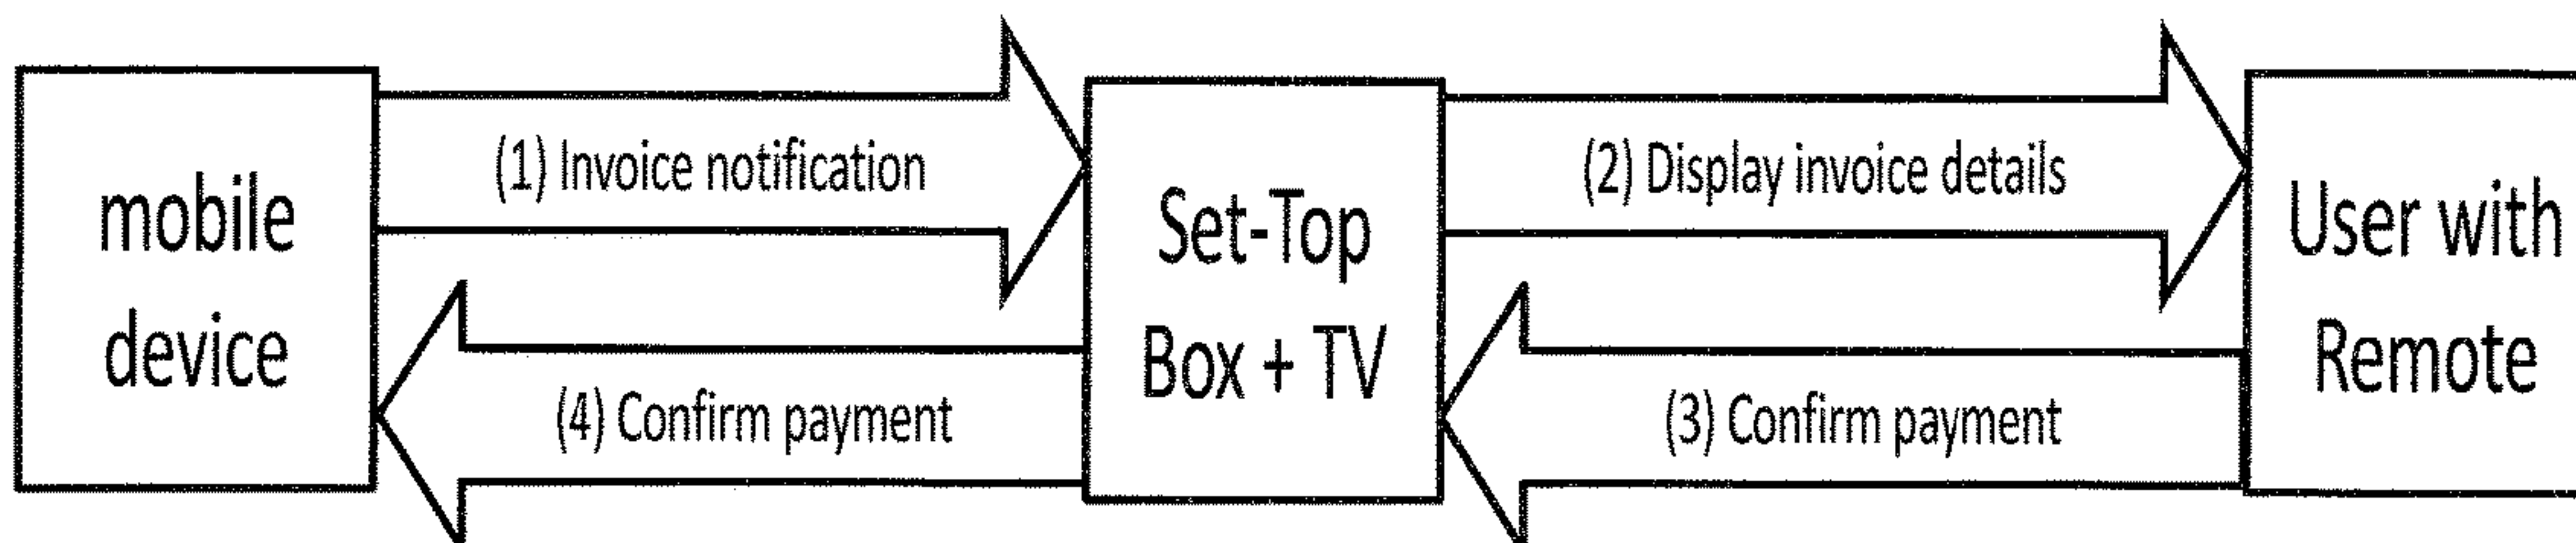 mobile
device
(1) Invoice notification
(4) Confirm payment
Set-Top
Box + TV
(2) Display invoice details
(3) Confirm payment
User with
Remote